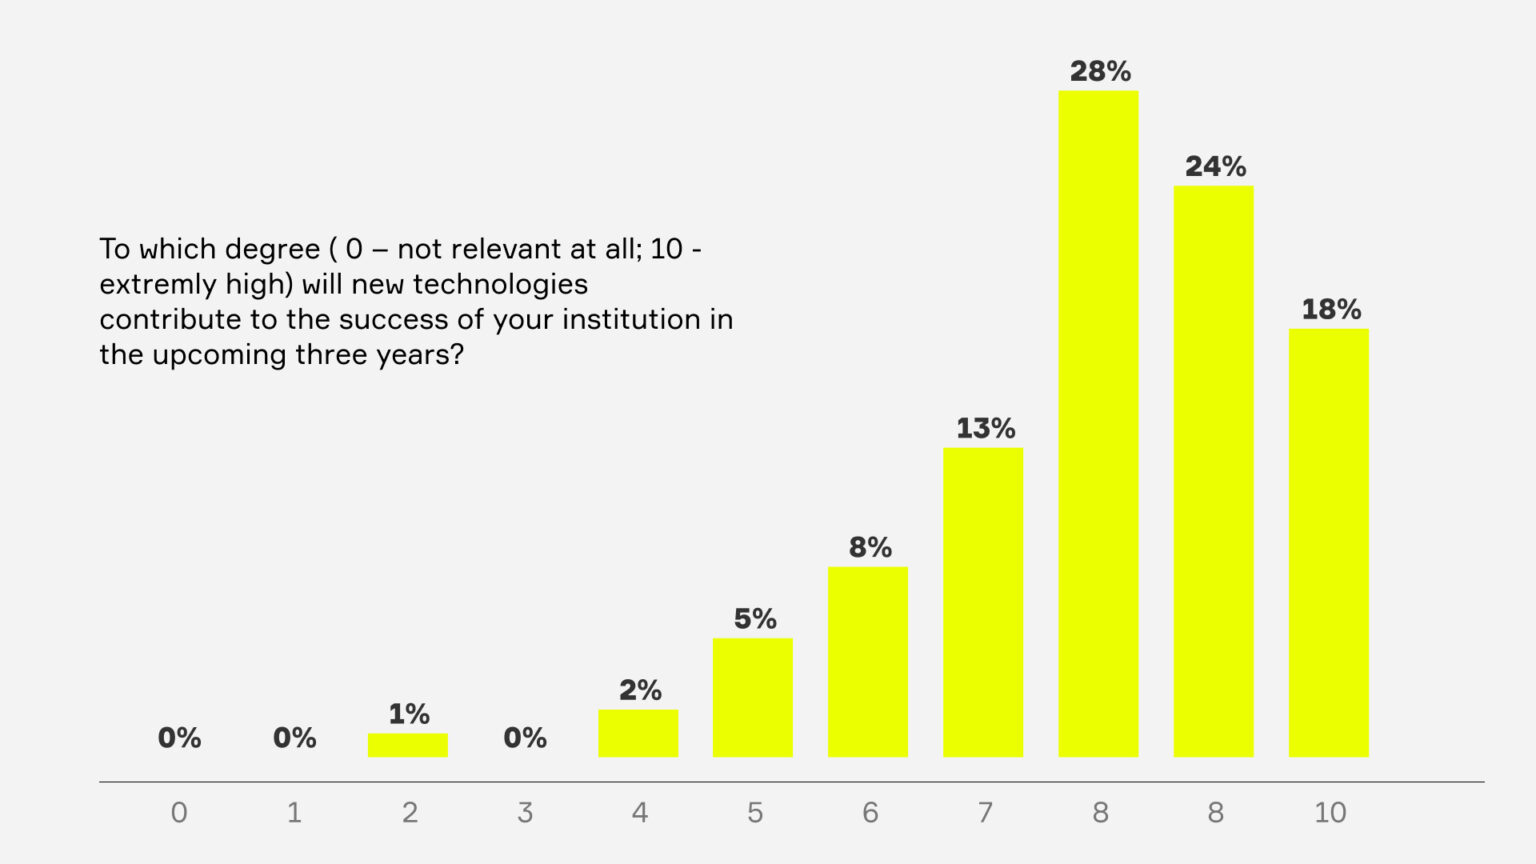 28%
24%
To which degree ( 0 – not relevant at all; 10 -
extremly high) will new technologies
contribute to the success of your institution in
the upcoming three years?
18%
13%
8%
5%
2%
1%
0% 0% 0%
0 1 2 3 4 5 6 7 8 8 10